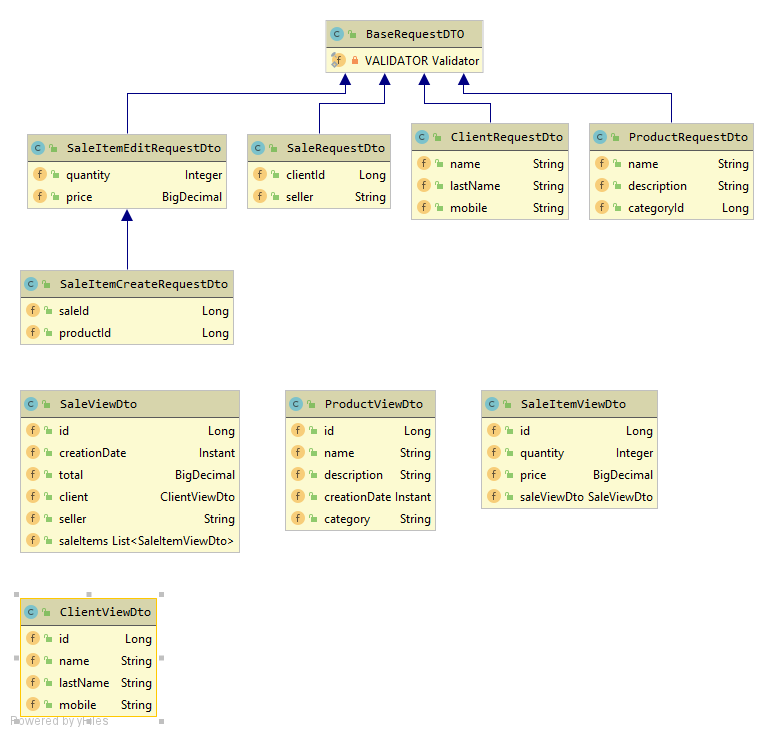 BaseRequestDTO
VALIDATOR Validator
SaleItemEditRequestDto
quantity Integer
price BigDecimal
SaleRequestDto
clientId Long
seller String
ClientRequestDto
name String
lastName String
mobile String
ProductRequestDto
name String
description String
categoryId Long
SaleItemCreateRequestDto
saleId Long
productId Long
SaleViewDto
id Long
creationDate Instant
total BigDecimal
client ClientViewDto
seller String
saleItems List<SaleItemViewDto>
ProductViewDto
id Long
name String
description String
creationDate Instant
category String
SaleItemViewDto
id Long
quantity Integer
price BigDecimal
saleViewDto SaleViewDto
ClientViewDto
id Long
name String
lastName String
mobile String
Powered by yFiles